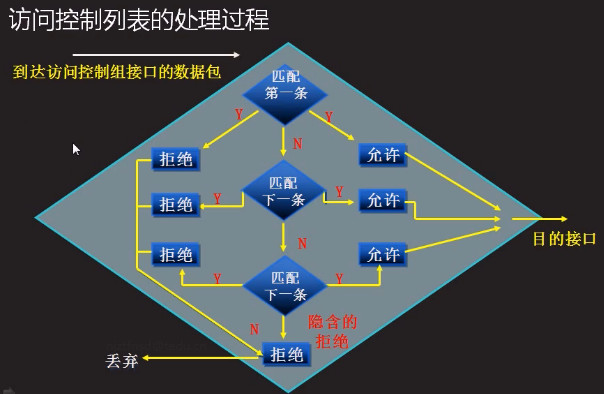 访问控制列表的处理过程
到达访问控制组接口的数据包
匹配
第一条
Y
Y
N
拒绝
允许
匹配
下一条
Y
Y
拒绝
允许
N
拒绝
允许
匹配
下一条
Y
Y
目的接口
N
隐含的
拒绝
拒绝
丢弃